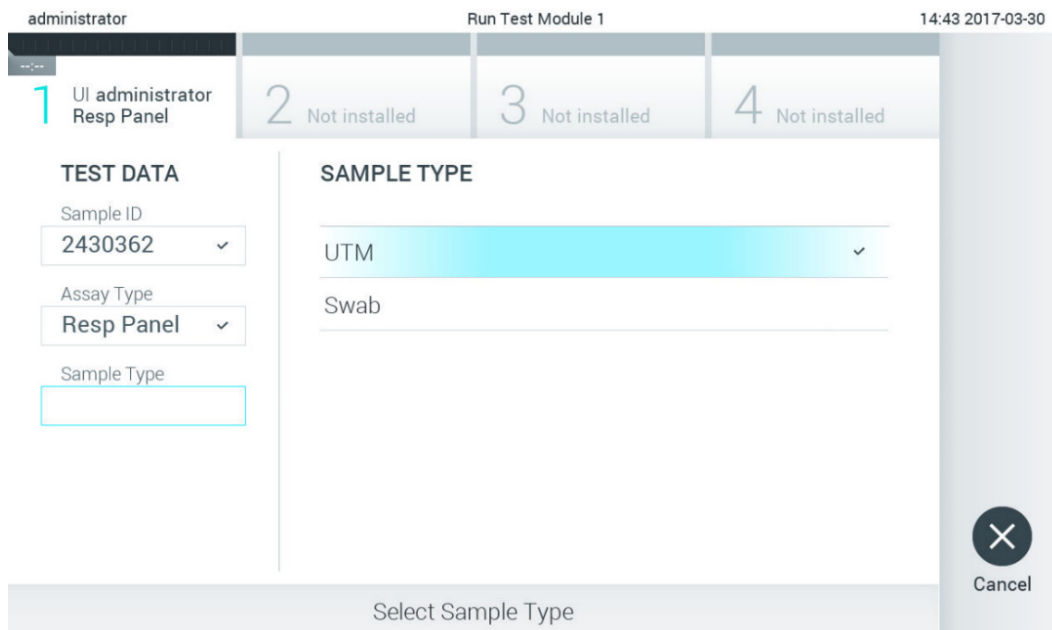 administrator
Run Test Module 1
14:43 2017-03-30
--:--
1
UI administrator
Resp Panel
2
Not installed
3
Not installed
4
Not installed
TEST DATA
Sample ID
2430362
Assay Type
Resp Panel
Sample Type
SAMPLE TYPE
UTM
Swab
Cancel
Select Sample Type